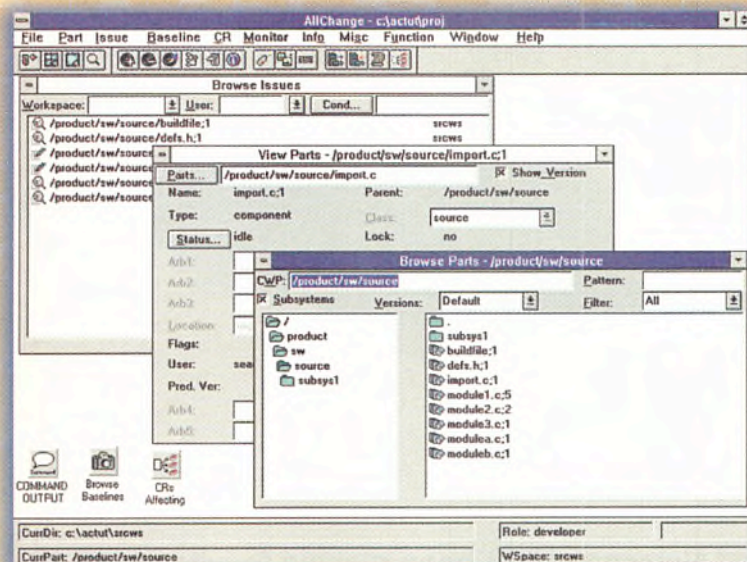 AllChange - c:\actut\proj
File Part Issue Baseline CR Monitor Info Misc Function Window Help
Browse Issues
Workspace: User: Cond...
/product/sw/source/buildfile;1 srcws
/product/sw/source/defs.h;1 srcws
/product/sw/source
/product/sw/source
/product/sw/source
/product/sw/source
View Parts - /product/sw/source/import.c;1
Parts... /product/sw/source/import.c Show Version
Name: import.c;1 Parent: /product/sw/source
Type: component Class: source
Status... idle Lock: no
Arb1:
Arb2:
Arb3:
Location:
Flags:
User: sea
Pred. Ver:
Arb4:
Arb5:
Browse Parts - /product/sw/source
CWP: /product/sw/source Pattern:
Subsystems Versions: Default Filter: All
/
product
sw
source
subsys1
.
subsys1
buildfile;1
defs.h;1
import.c;1
module1.c;5
module2.c;2
module3.c;1
modulea.c;1
moduleb.c;1
COMMAND OUTPUT
Browse Baselines
CRs Affecting
CurrDir: c:\actut\srcws Role: developer
CurrPart: /product/sw/source WSpace: srcws